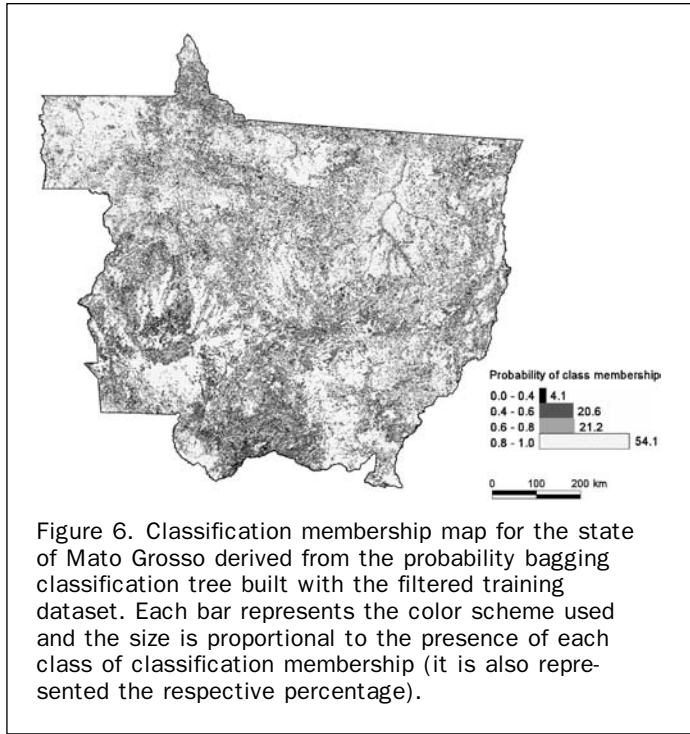 Probability of class membership
0.0 - 0.4 4.1
0.4 - 0.6 20.6
0.6 - 0.8 21.2
0.8 - 1.0 54.1
0 100 200 km
Figure 6. Classification membership map for the state
of Mato Grosso derived from the probability bagging
classification tree built with the filtered training
dataset. Each bar represents the color scheme used
and the size is proportional to the presence of each
class of classification membership (it is also repre-
sented the respective percentage).